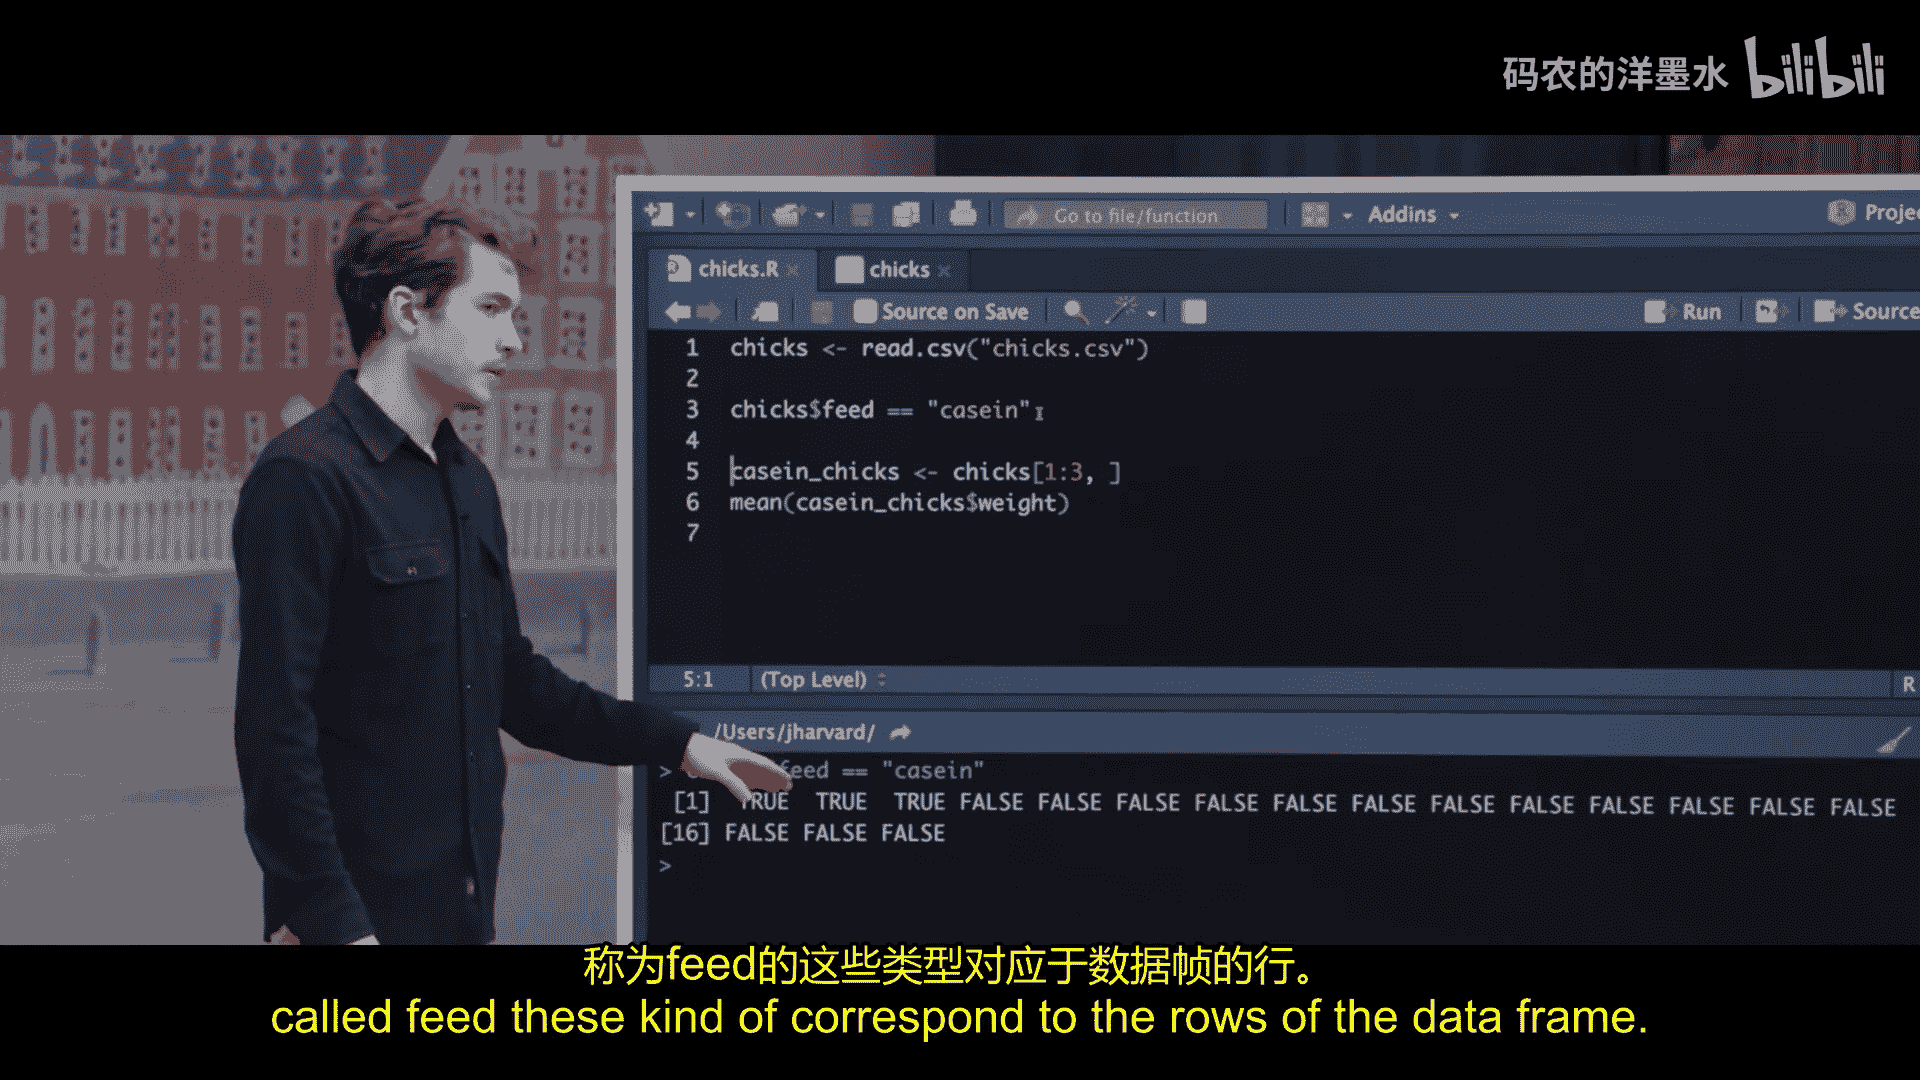 码农的洋墨水 bilibili
Go to file/function Addins
chicks.R chicks
Source on Save Run Source
1 chicks <- read.csv("chicks.csv")
2
3 chicks$feed == "casein"
4
5 casein_chicks <- chicks[1:3, ]
6 mean(casein_chicks$weight)
7
5:1 (Top Level) R
/Users/jharvard/
> feed == "casein"
[1] TRUE TRUE TRUE FALSE FALSE FALSE FALSE FALSE FALSE FALSE FALSE FALSE FALSE FALSE FALSE
[16] FALSE FALSE FALSE
>
称为feed的这些类型对应于数据帧的行。
called feed these kind of correspond to the rows of the data frame.